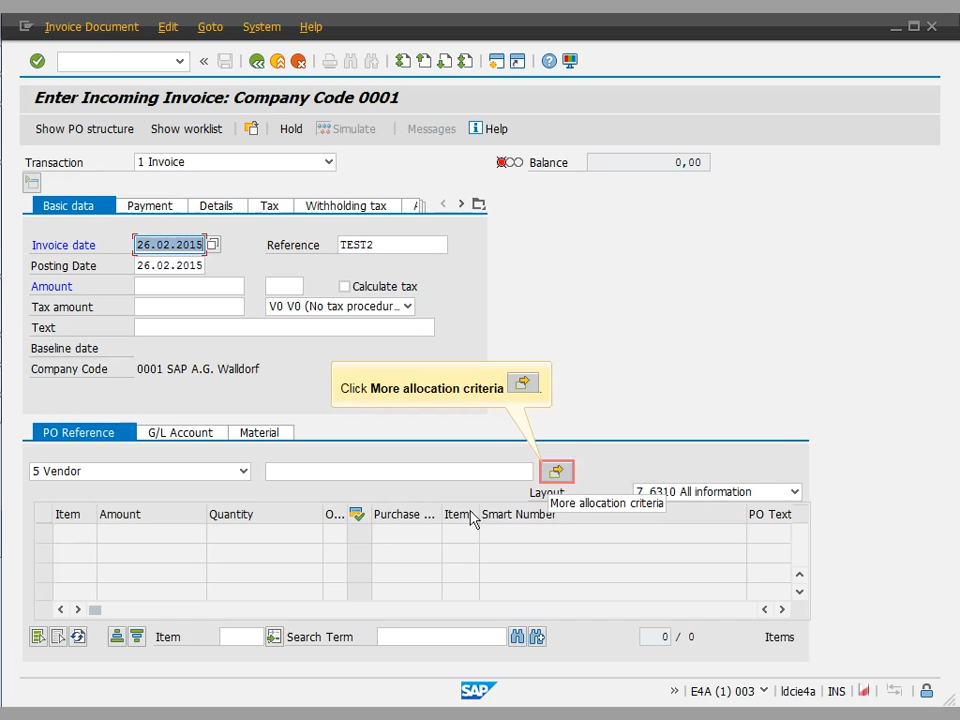 Invoice Document Edit Goto System Help
Enter Incoming Invoice: Company Code 0001
Show PO structure Show worklist Hold Simulate Messages Help
Transaction 1 Invoice Balance 0,00
Basic data Payment Details Tax Withholding tax
Invoice date 26.02.2015 Reference TEST2
Posting Date 26.02.2015
Amount Calculate tax
Tax amount V0 V0 (No tax procedur...
Text
Baseline date
Company Code 0001 SAP A.G. Walldorf
Click More allocation criteria .
PO Reference G/L Account Material
5 Vendor
Layout 7_6310 All information
More allocation criteria
Item Amount Quantity O... Purchase ... Item Smart Number PO Text
Item Search Term 0 / 0 Items
SAP » E4A (1) 003 ldcie4a INS